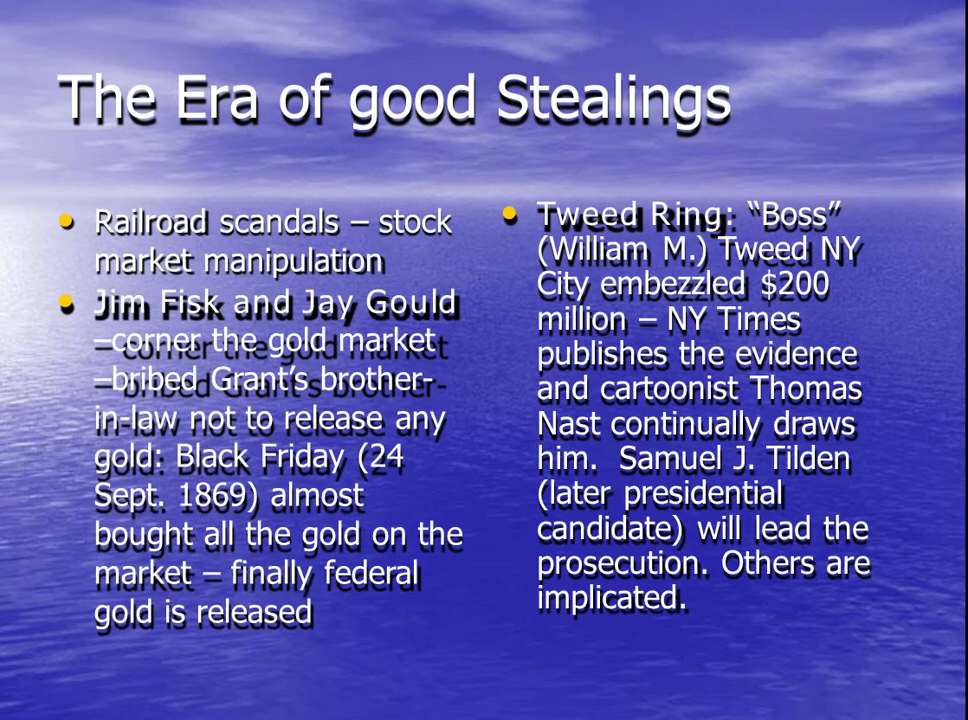 The Era of good Stealings
• Railroad scandals – stock
market manipulation
• Jim Fisk and Jay Gould
–corner the gold market
–bribed Grant’s brother-
in-law not to release any
gold: Black Friday (24
Sept. 1869) almost
bought all the gold on the
market – finally federal
gold is released
• Tweed Ring: “Boss”
(William M.) Tweed NY
City embezzled $200
million – NY Times
publishes the evidence
and cartoonist Thomas
Nast continually draws
him.  Samuel J. Tilden
(later presidential
candidate) will lead the
prosecution. Others are
implicated.